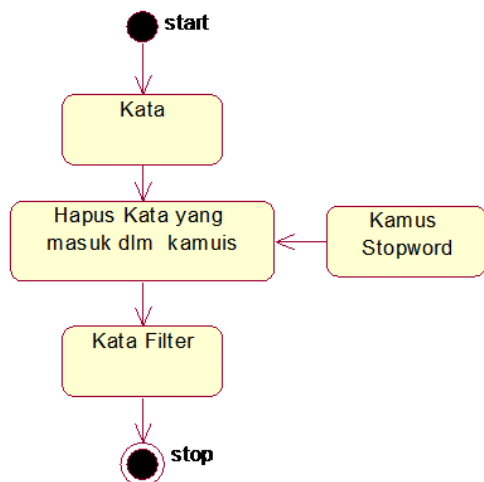 start
Kata
Hapus Kata yang
masuk dlm kamuis
Kamus
Stopword
Kata Filter
stop